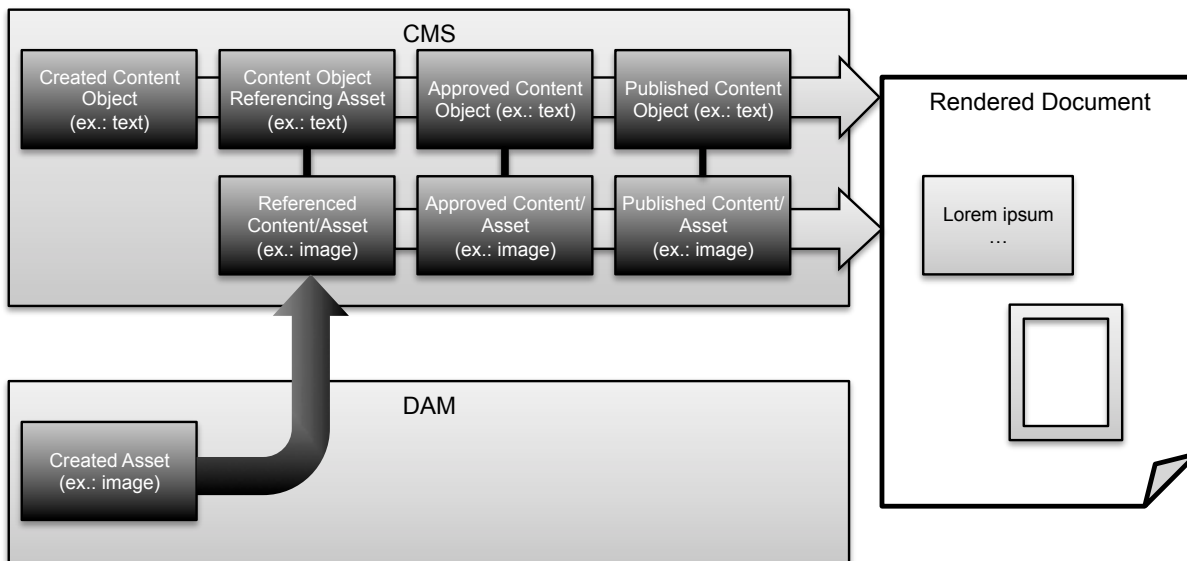 CMS
Created Content
Object
(ex.: text)
Content Object
Referencing Asset
(ex.: text)
Approved Content
Object (ex.: text)
Published Content
Object (ex.: text)
Referenced
Content/Asset
(ex.: image)
Approved Content/
Asset
(ex.: image)
Published Content/
Asset
(ex.: image)
Rendered Document
Lorem ipsum
…
DAM
Created Asset
(ex.: image)